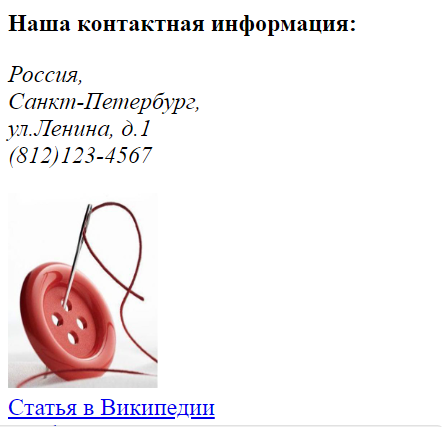 Наша контактная информация:
Россия,
Санкт-Петербург,
ул.Ленина, д.1
(812)123-4567
Статья в Википедии